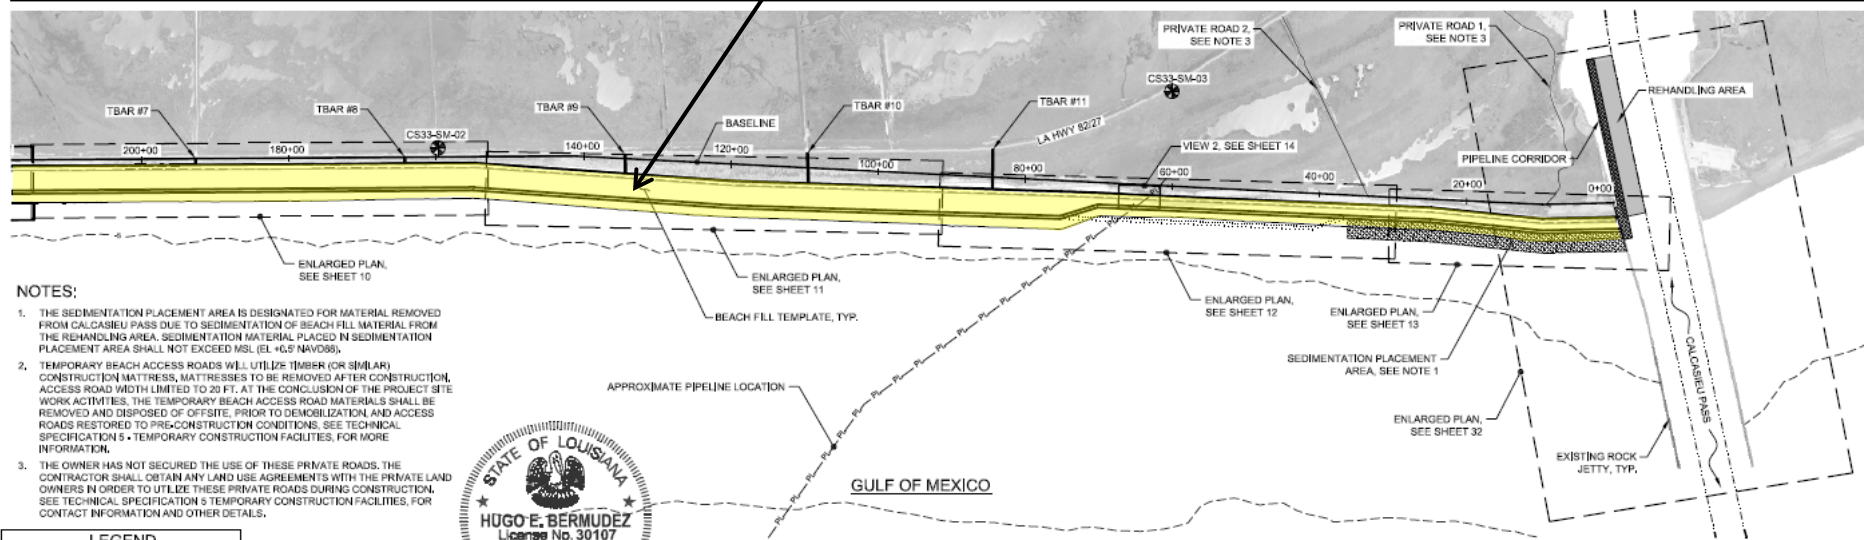 PRIVATE ROAD 2,
SEE NOTE 3
PRIVATE ROAD 1,
SEE NOTE 3
CS33-SM-03
REHANDLING AREA
TBAR #7
TBAR #8
TBAR #9
TBAR #10
TBAR #11
BASELINE
LA HWY 82/27
CS33-SM-02
VIEW 2, SEE SHEET 14
PIPELINE CORRIDOR
200+00
180+00
140+00
120+00
100+00
80+00
60+00
40+00
20+00
0+00
ENLARGED PLAN,
SEE SHEET 10
ENLARGED PLAN,
SEE SHEET 11
ENLARGED PLAN,
SEE SHEET 12
ENLARGED PLAN,
SEE SHEET 13
BEACH FILL TEMPLATE, TYP.
SEDIMENTATION PLACEMENT
AREA, SEE NOTE 1
CALCASIEU PASS
APPROXIMATE PIPELINE LOCATION
PL
PL
PL
PL
PL
PL
PL
PL
PL
PL
PL
PL
ENLARGED PLAN,
SEE SHEET 32
EXISTING ROCK
JETTY, TYP.
GULF OF MEXICO
NOTES:
1. THE SEDIMENTATION PLACEMENT AREA IS DESIGNATED FOR MATERIAL REMOVED
FROM CALCASIEU PASS DUE TO SEDIMENTATION OF BEACH FILL MATERIAL FROM
THE REHANDLING AREA. SEDIMENTATION MATERIAL PLACED IN SEDIMENTATION
PLACEMENT AREA SHALL NOT EXCEED MSL (EL +0.5' NAVD88).
2. TEMPORARY BEACH ACCESS ROADS WILL UTILIZE TIMBER (OR SIMILAR)
CONSTRUCTION MATTRESS, MATTRESSES TO BE REMOVED AFTER CONSTRUCTION.
ACCESS ROAD WIDTH LIMITED TO 20 FT. AT THE CONCLUSION OF THE PROJECT SITE
WORK ACTIVITIES, THE TEMPORARY BEACH ACCESS ROAD MATERIALS SHALL BE
REMOVED AND DISPOSED OF OFFSITE, PRIOR TO DEMOBILIZATION, AND ACCESS
ROADS RESTORED TO PRE-CONSTRUCTION CONDITIONS, SEE TECHNICAL
SPECIFICATION 5 - TEMPORARY CONSTRUCTION FACILITIES, FOR MORE
INFORMATION.
3. THE OWNER HAS NOT SECURED THE USE OF THESE PRIVATE ROADS. THE
CONTRACTOR SHALL OBTAIN ANY LAND USE AGREEMENTS WITH THE PRIVATE LAND
OWNERS IN ORDER TO UTILIZE THESE PRIVATE ROADS DURING CONSTRUCTION.
SEE TECHNICAL SPECIFICATION 5 TEMPORARY CONSTRUCTION FACILITIES, FOR
CONTACT INFORMATION AND OTHER DETAILS.
STATE OF LOUISIANA
HUGO E. BERMUDEZ
License No. 30107
LEGEND